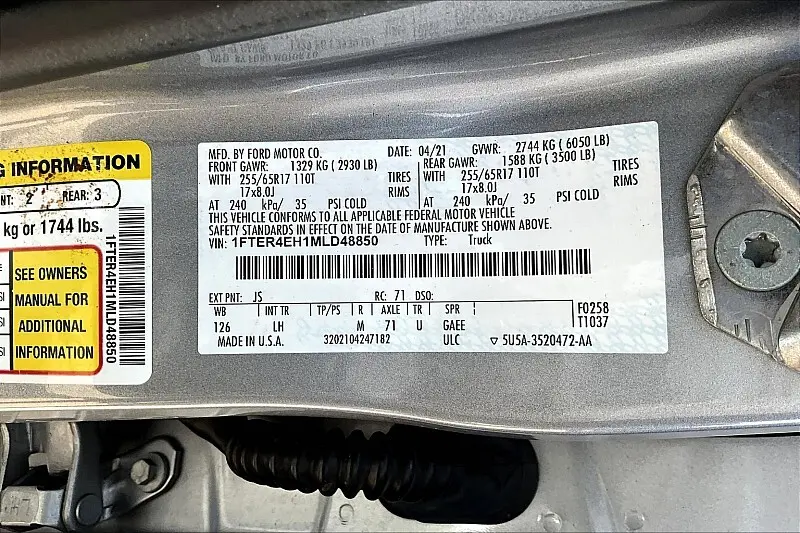 G INFORMATION
NT: 2 REAR: 3
kg or 1744 lbs.
SEE OWNERS
MANUAL FOR
ADDITIONAL
INFORMATION
1FTER4EH1MLD48850
MFD. BY FORD MOTOR CO. DATE: 04/21 GVWR: 2744 KG ( 6050 LB)
FRONT GAWR: 1329 KG ( 2930 LB) REAR GAWR: 1588 KG ( 3500 LB)
WITH 255/65R17 110T TIRES WITH 255/65R17 110T TIRES
17x8.0J RIMS 17x8.0J RIMS
AT 240 kPa/ 35 PSI COLD AT 240 kPa/ 35 PSI COLD
THIS VEHICLE CONFORMS TO ALL APPLICABLE FEDERAL MOTOR VEHICLE
SAFETY STANDARDS IN EFFECT ON THE DATE OF MANUFACTURE SHOWN ABOVE.
VIN: 1FTER4EH1MLD48850 TYPE: Truck
EXT PNT: JS RC: 71 DSO:
WB INT TR TP/PS R AXLE TR SPR F0258
126 LH M 71 U GAEE T1037
MADE IN U.S.A. 3202104247182 ULC ▽ 5U5A-3520472-AA